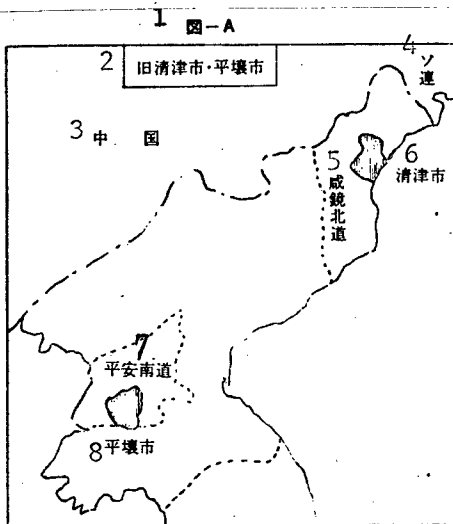 1 図－A
2 旧清津市・平壌市
3 中国
4 ソ連
5 咸鏡北道
6 清津市
7 平安南道
8 平壌市